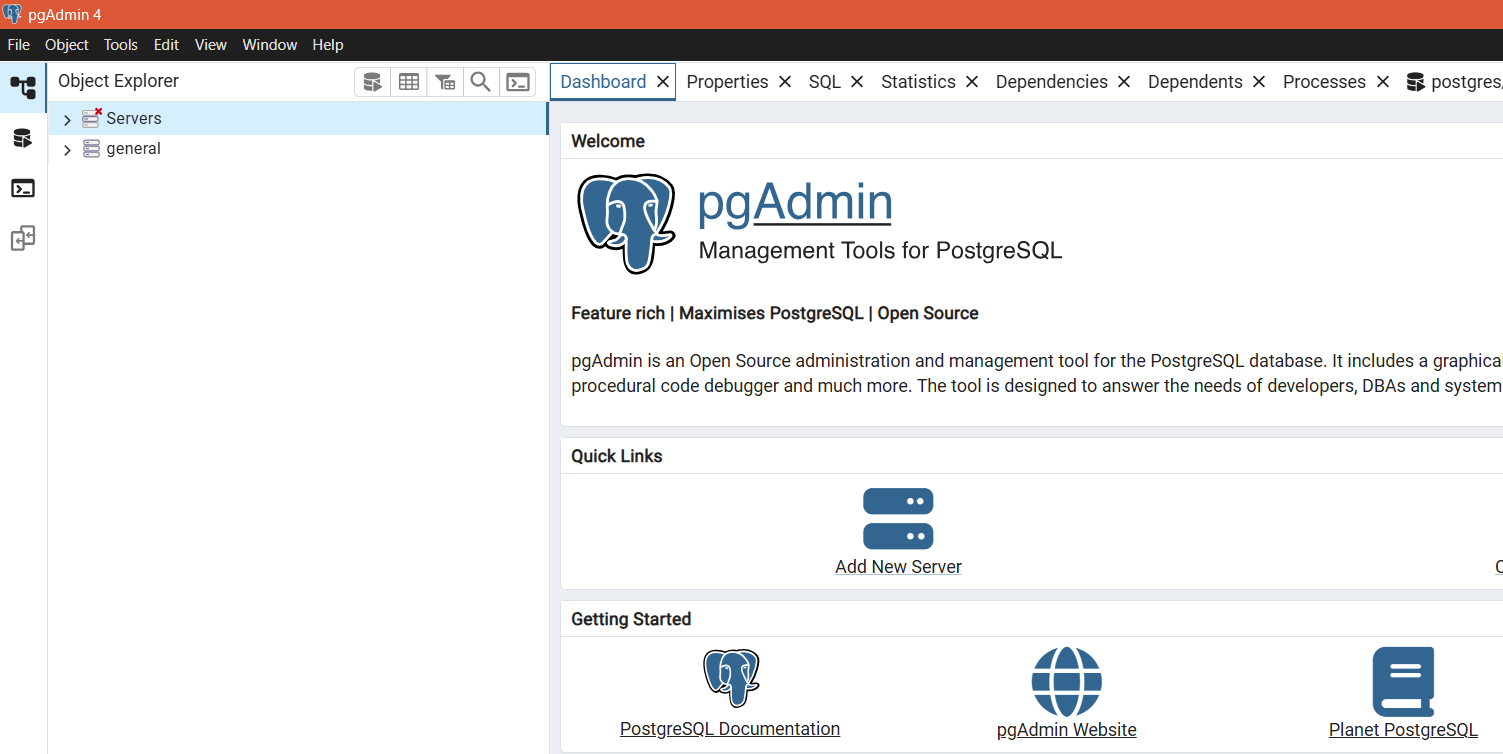 pgAdmin 4
File Object Tools Edit View Window Help
Object Explorer
Dashboard Properties SQL Statistics Dependencies Dependents Processes postgres/
Servers
general
Welcome
pgAdmin
Management Tools for PostgreSQL
Feature rich | Maximises PostgreSQL | Open Source
pgAdmin is an Open Source administration and management tool for the PostgreSQL database. It includes a graphical
procedural code debugger and much more. The tool is designed to answer the needs of developers, DBAs and system
Quick Links
Add New Server
Getting Started
PostgreSQL Documentation pgAdmin Website Planet PostgreSQL